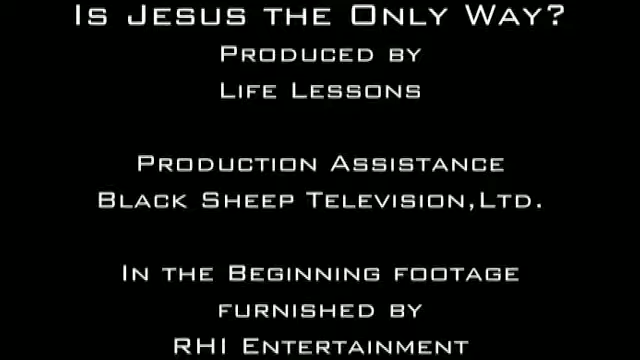 Is Jesus the Only Way?
Produced by
Life Lessons
Production Assistance
Black Sheep Television,Ltd.
In the Beginning footage
furnished by
RHI Entertainment